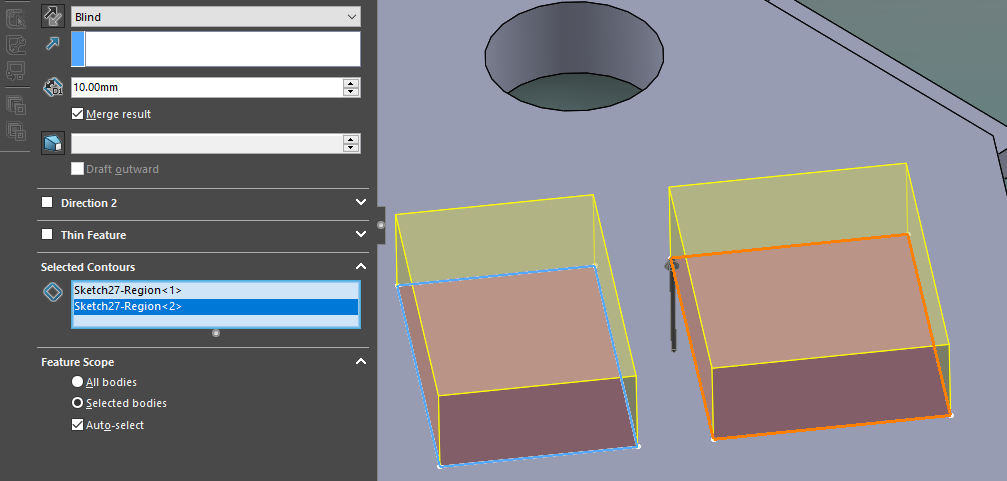 Blind
10.00mm
Merge result
Draft outward
Direction 2
Thin Feature
Selected Contours
Sketch27-Region<1>
Sketch27-Region<2>
Feature Scope
All bodies
Selected bodies
Auto-select